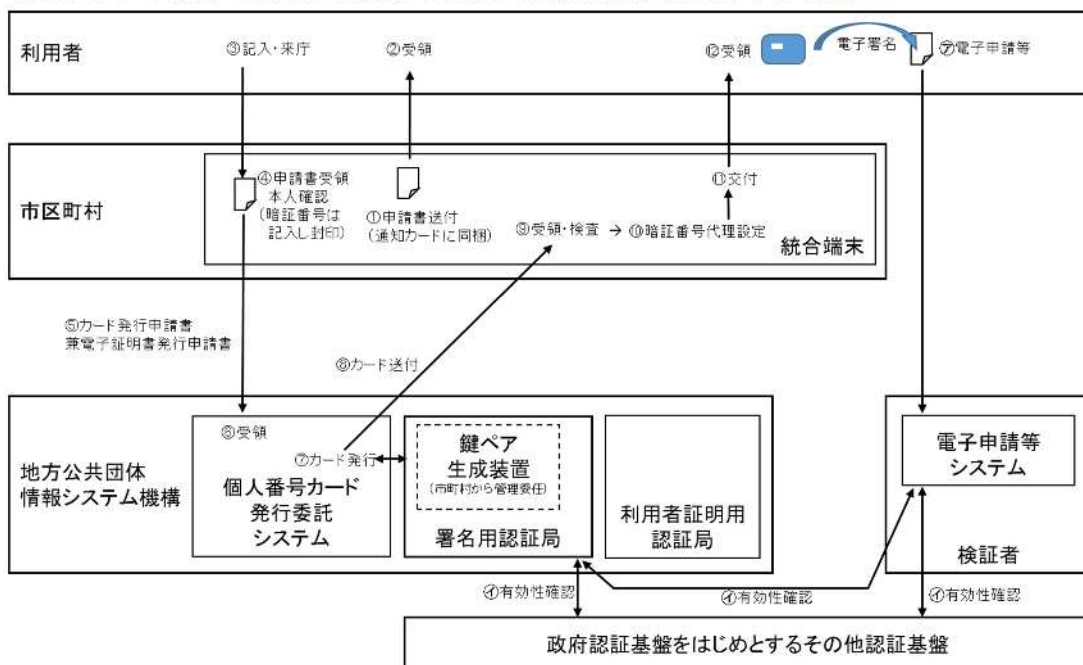 利用者
③記入・来庁
②受領
⑫受領
電子署名
㋐電子申請等
市区町村
④申請書受領
本人確認
(暗証番号は
記入し封印)
①申請書送付
(通知カードに同梱)
⑪交付
⑨受領・検査 → ⑩暗証番号代理設定
統合端末
⑤カード発行申請書
兼電子証明書発行申請書
⑧カード送付
地方公共団体
情報システム機構
⑥受領
⑦カード発行
個人番号カード
発行委託
システム
鍵ペア
生成装置
(市町村から管理委任)
署名用認証局
利用者証明用
認証局
電子申請等
システム
検証者
㋑有効性確認
㋑有効性確認
㋑有効性確認
政府認証基盤をはじめとするその他認証基盤